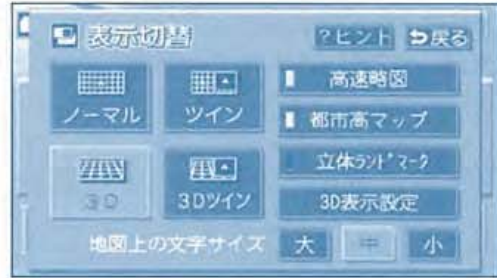 表示切替
?ヒント
戻る
ノーマル
ツイン
高速略図
都市高マップ
3D
3Dツイン
立体ランドマーク
3D表示設定
地図上の文字サイズ
大
中
小